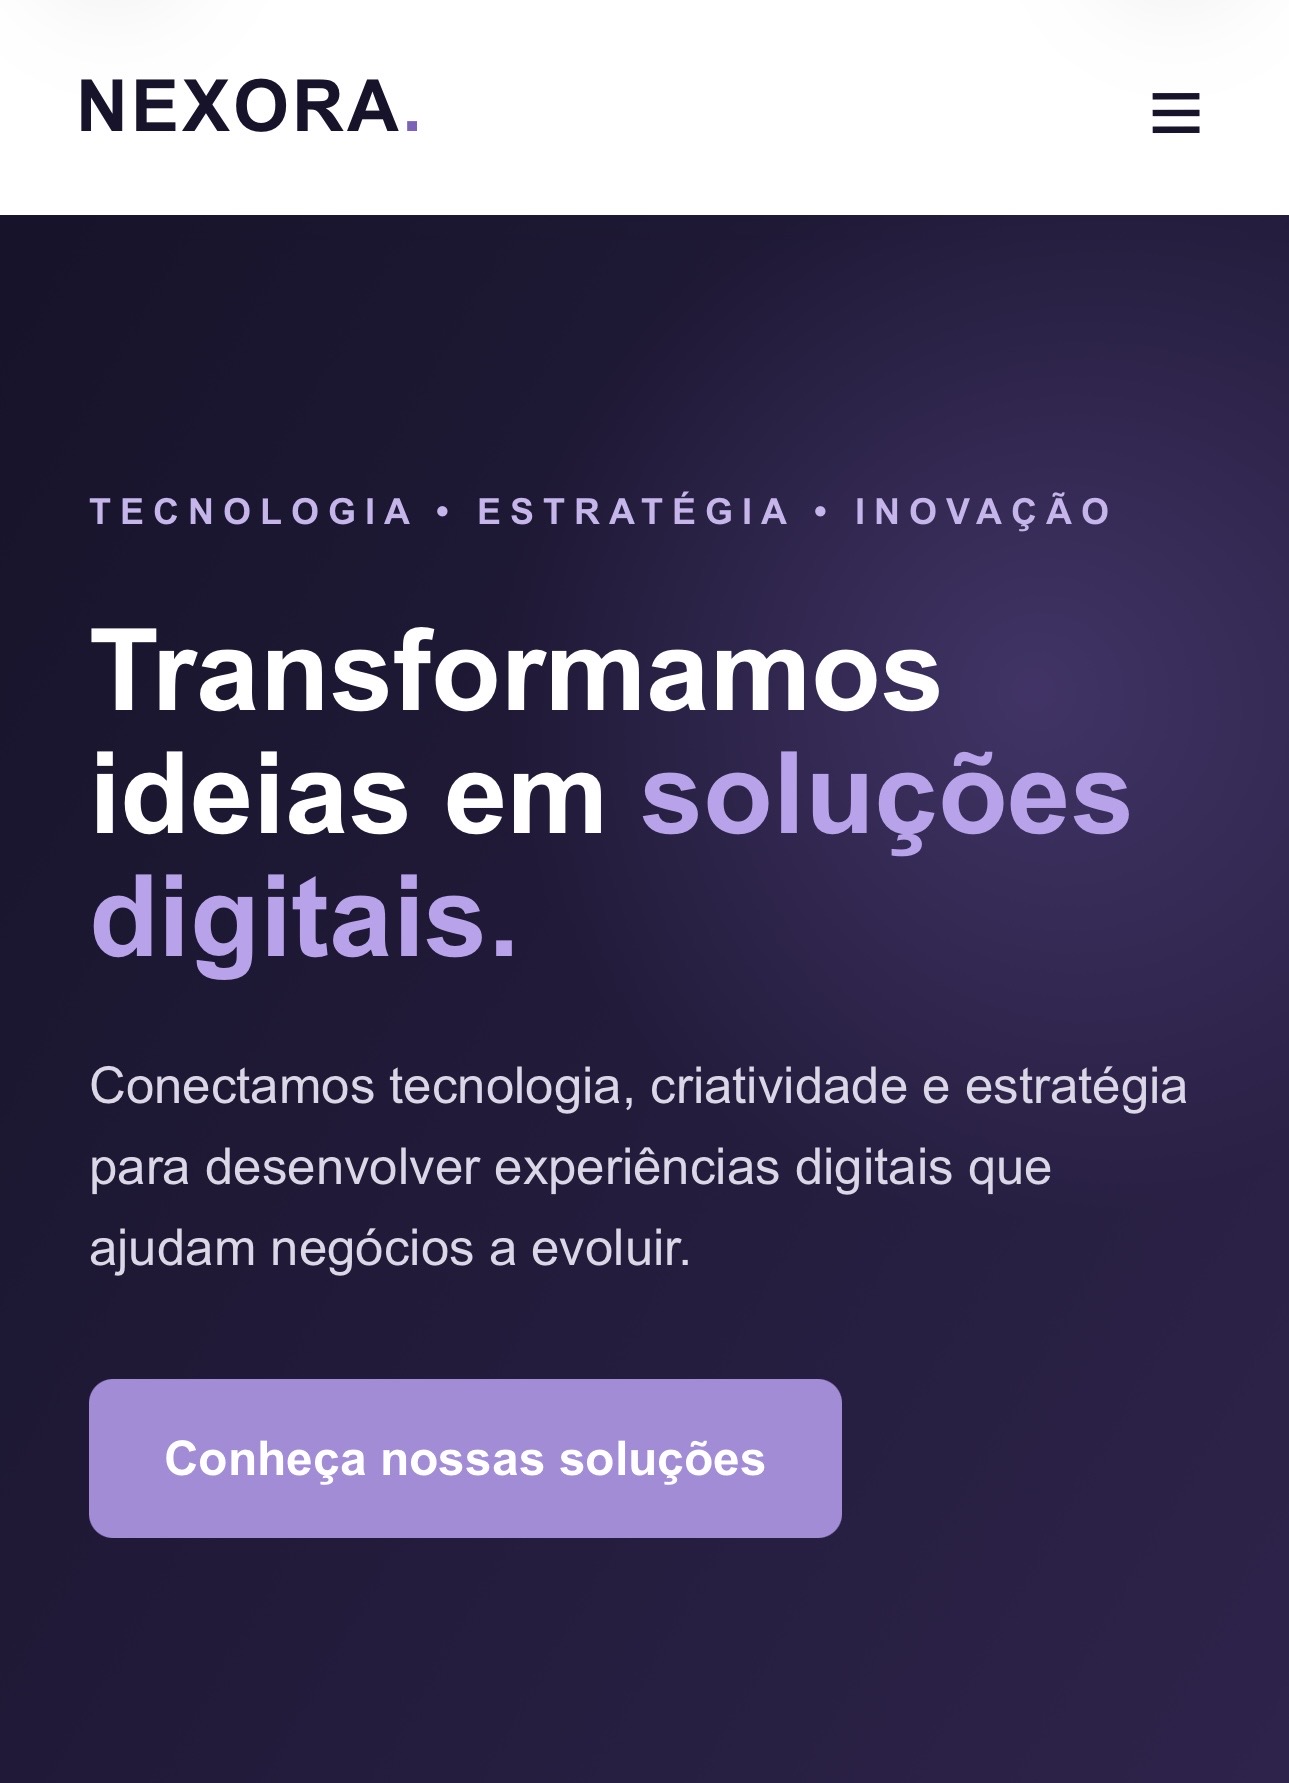 NEXORA.
TECNOLOGIA • ESTRATÉGIA • INOVAÇÃO
Transformamos
ideias em soluções
digitais.
Conectamos tecnologia, criatividade e estratégia
para desenvolver experiências digitais que
ajudam negócios a evoluir.
Conheça nossas soluções